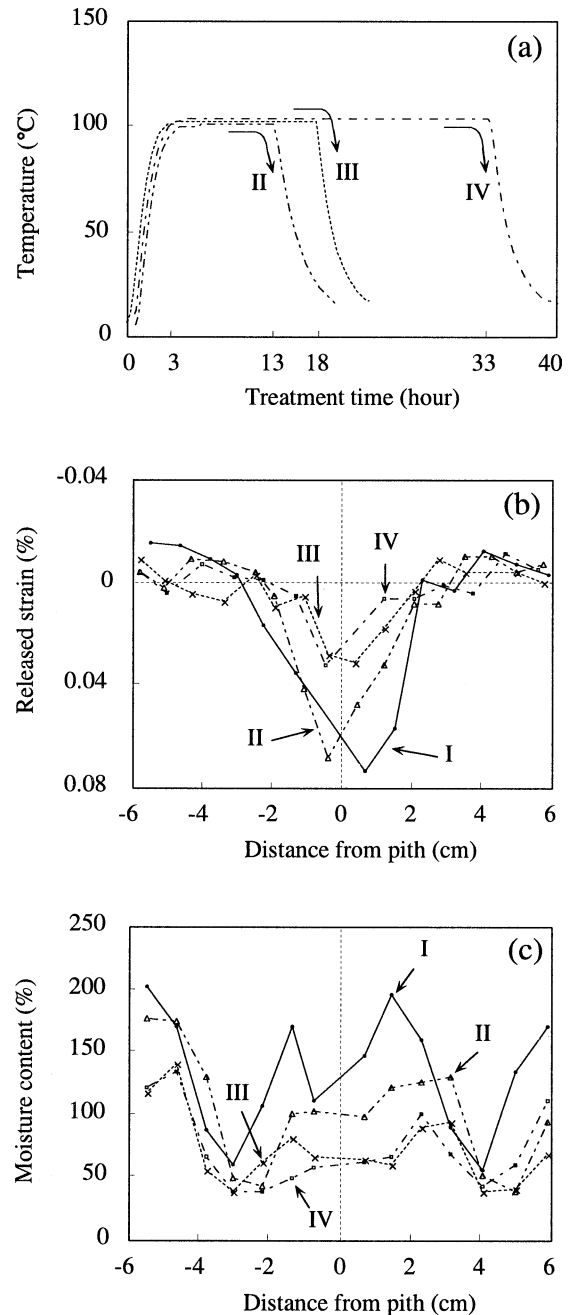 150
(a)
100
III
II
IV
50
0
Temperature (°C)
0 3 13 18 33 40
Treatment time (hour)
-0.04
(b)
III
IV
0
0.04
II
I
0.08
Released strain (%)
-6 -4 -2 0 2 4 6
Distance from pith (cm)
250
(c)
I
200
II
150
III
100
50
IV
0
Moisture content (%)
-6 -4 -2 0 2 4 6
Distance from pith (cm)